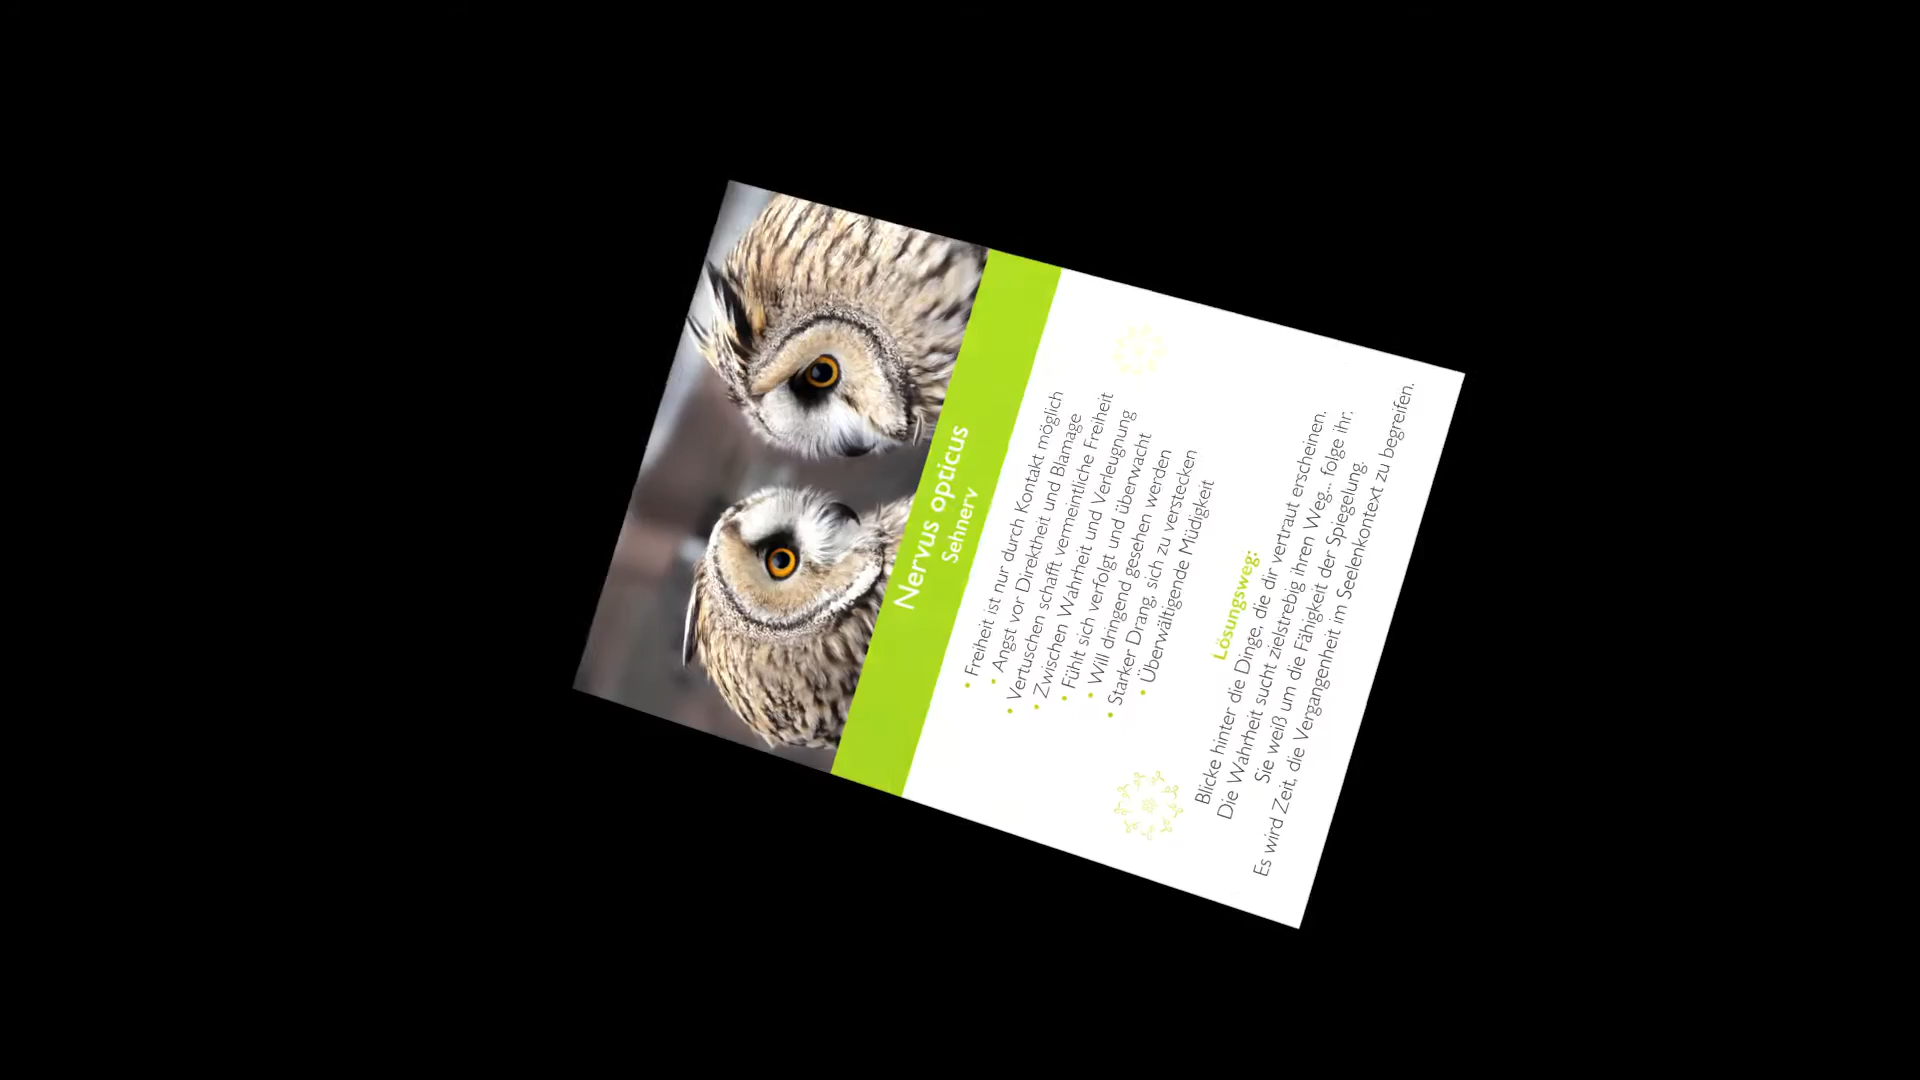 Nervus opticus
Sehnerv
• Freiheit ist nur durch Kontakt möglich
• Angst vor Direktheit und Blamage
• Vertuschen schafft vermeintliche Freiheit
• Zwischen Wahrheit und Verleugnung
• Fühlt sich verfolgt und überwacht
• Will dringend gesehen werden
• Starker Drang, sich zu verstecken
• Überwältigende Müdigkeit
Lösungsweg:
Blicke hinter die Dinge, die dir vertraut erscheinen.
Die Wahrheit sucht zielstrebig ihren Weg... folge ihr.
Sie weiß um die Fähigkeit der Spiegelung.
Es wird Zeit, die Vergangenheit im Seelenkontext zu begreifen.